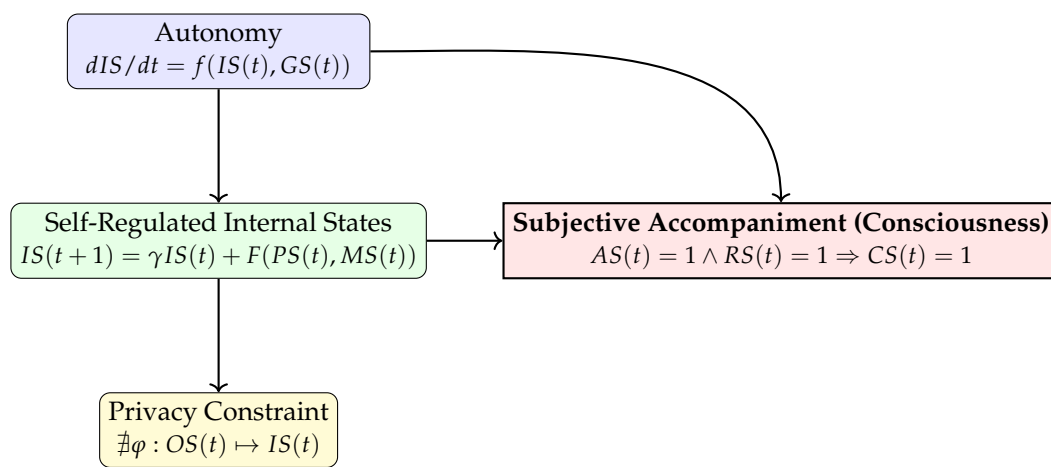 Autonomy
dIS/dt = f(IS(t), GS(t))
Self-Regulated Internal States
IS(t + 1) = γIS(t) + F(PS(t), MS(t))
Subjective Accompaniment (Consciousness)
AS(t) = 1 ∧ RS(t) = 1 ⇒ CS(t) = 1
Privacy Constraint
∄φ : OS(t) ↦ IS(t)